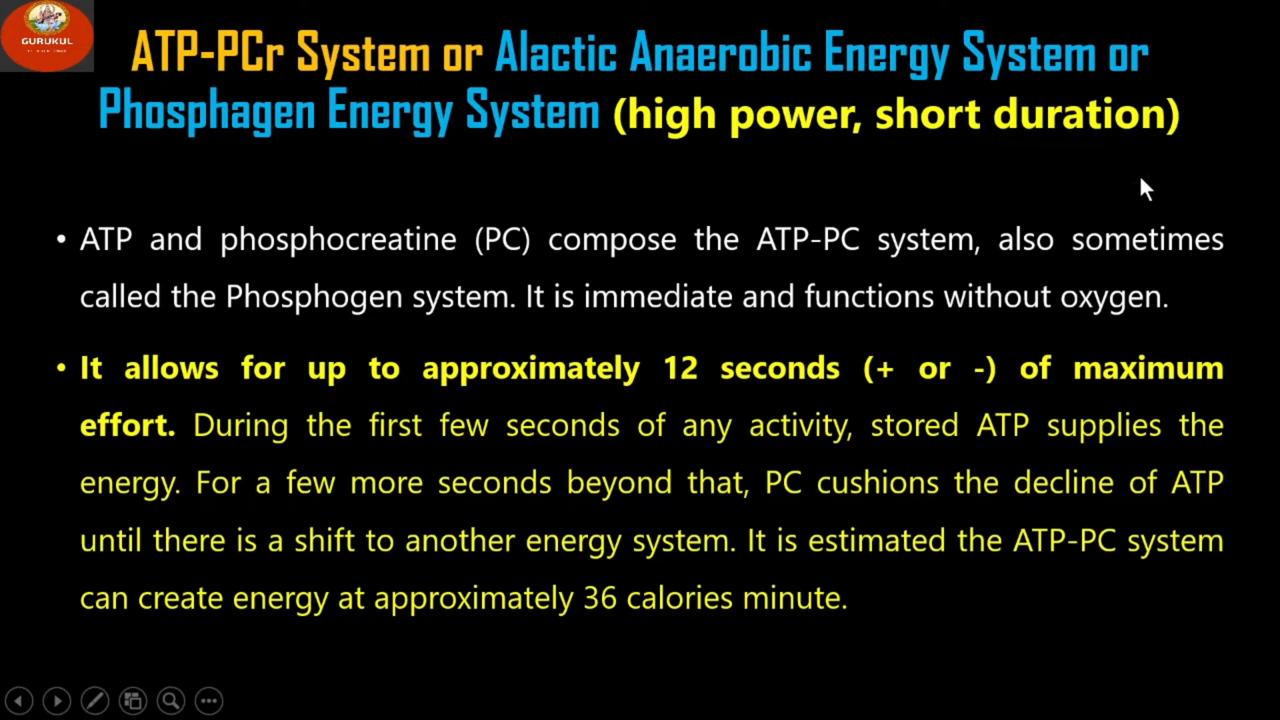 GURUKUL
ATP-PCr System or Alactic Anaerobic Energy System or
Phosphagen Energy System (high power, short duration)
• ATP and phosphocreatine (PC) compose the ATP-PC system, also sometimes
called the Phosphogen system. It is immediate and functions without oxygen.
• It allows for up to approximately 12 seconds (+ or -) of maximum
effort. During the first few seconds of any activity, stored ATP supplies the
energy. For a few more seconds beyond that, PC cushions the decline of ATP
until there is a shift to another energy system. It is estimated the ATP-PC system
can create energy at approximately 36 calories minute.